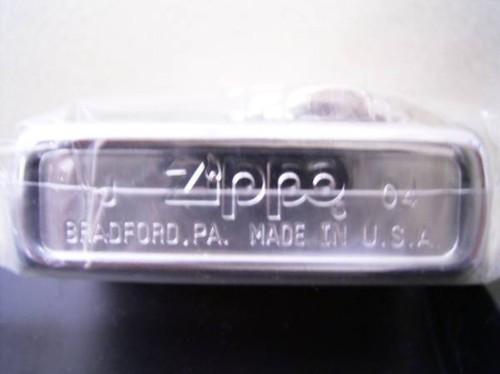 J Zippo 04
BRADFORD, PA. MADE IN U.S.A.